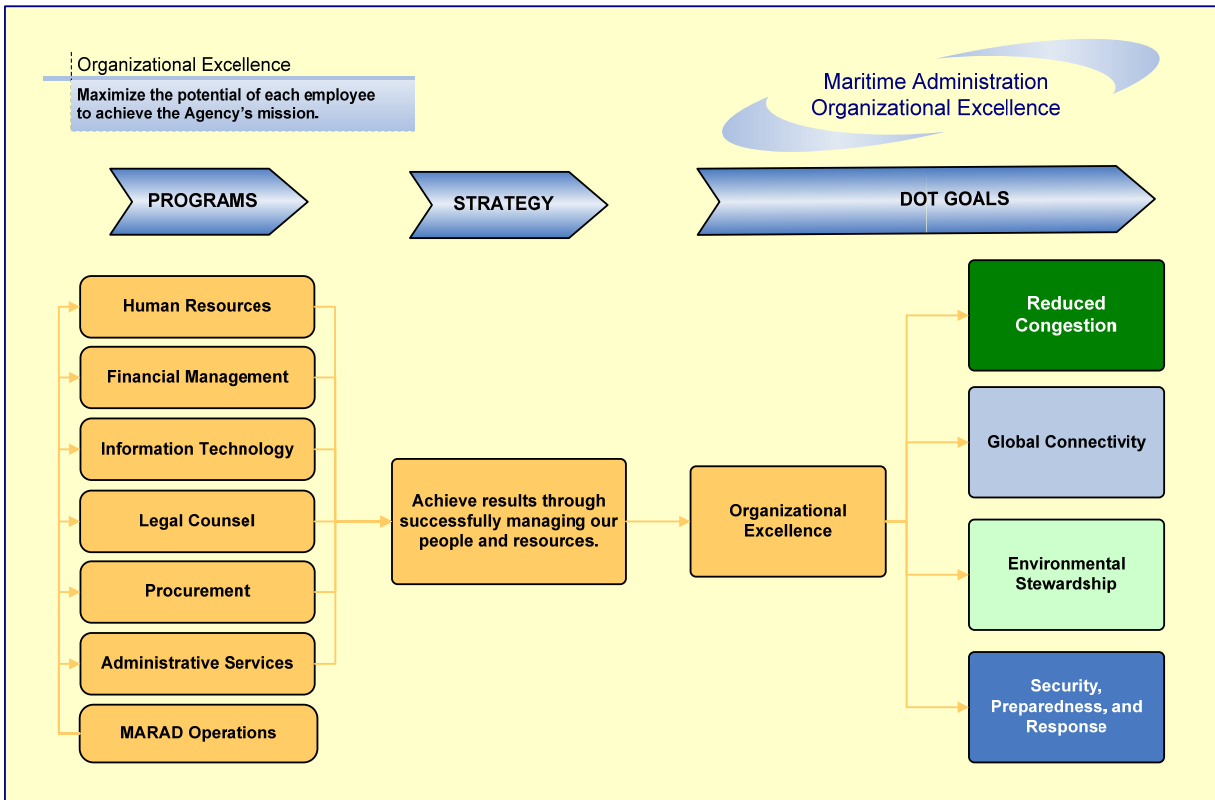 Organizational Excellence
Maximize the potential of each employee
to achieve the Agency's mission.
Maritime Administration
Organizational Excellence
PROGRAMS
STRATEGY
DOT GOALS
Human Resources
Financial Management
Information Technology
Legal Counsel
Procurement
Administrative Services
MARAD Operations
Achieve results through
successfully managing our
people and resources.
Organizational
Excellence
Reduced
Congestion
Global Connectivity
Environmental
Stewardship
Security,
Preparedness, and
Response